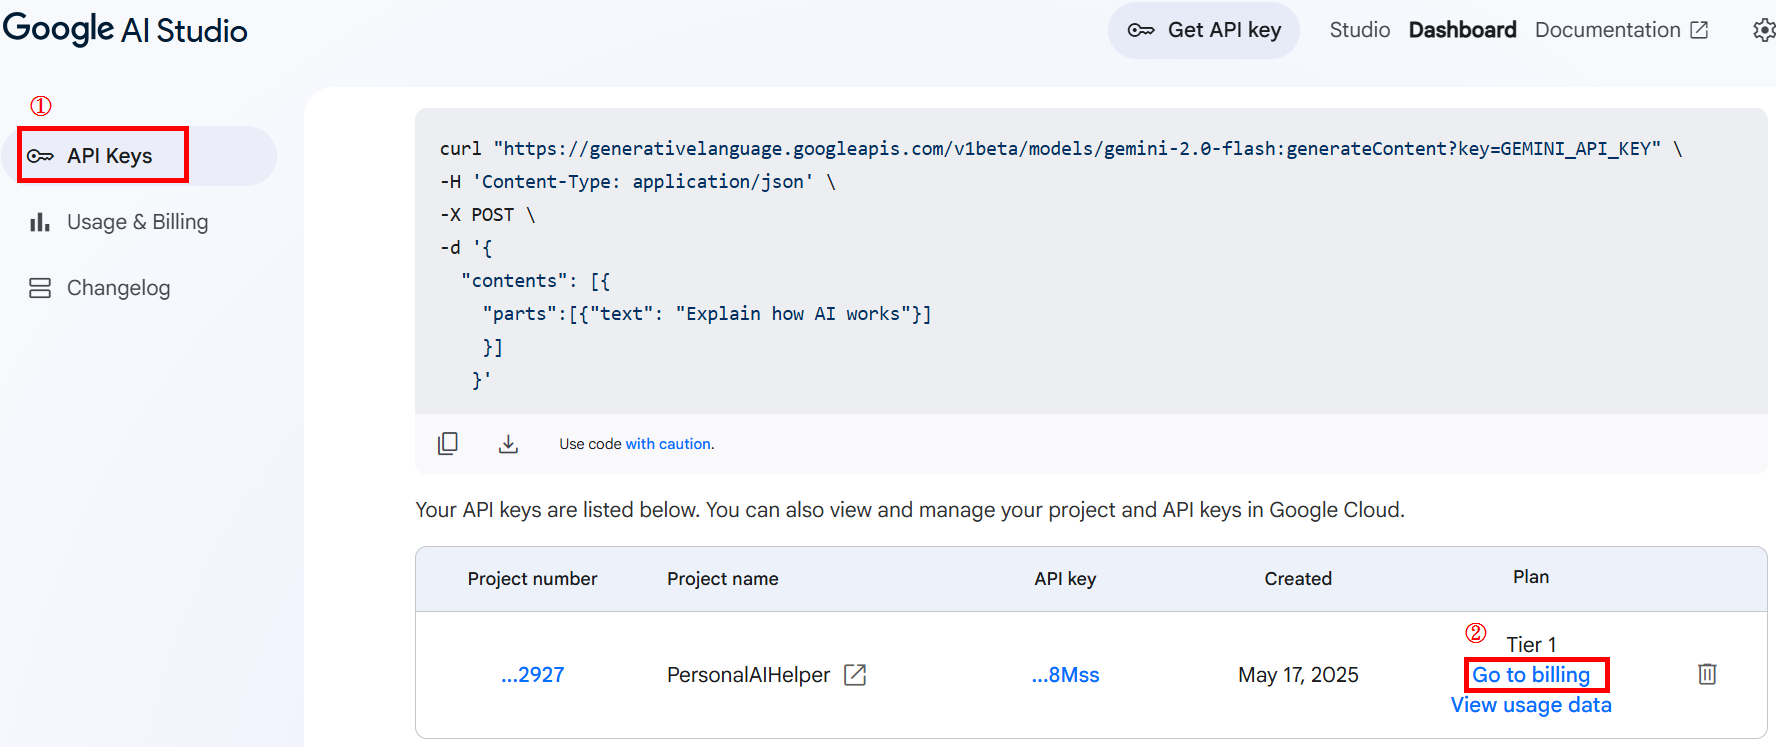 Google AI Studio
Get API key
Studio
Dashboard
Documentation
①
API Keys
Usage & Billing
Changelog
curl "https://generativelanguage.googleapis.com/v1beta/models/gemini-2.0-flash:generateContent?key=GEMINI_API_KEY" \
-H 'Content-Type: application/json' \
-X POST \
-d '{
"contents": [{
"parts":[{"text": "Explain how AI works"}]
}]
}'
Use code with caution.
Your API keys are listed below. You can also view and manage your project and API keys in Google Cloud.
Project number Project name API key Created Plan
② Tier 1
...2927 PersonalAIHelper ...8Mss May 17, 2025 Go to billing
View usage data